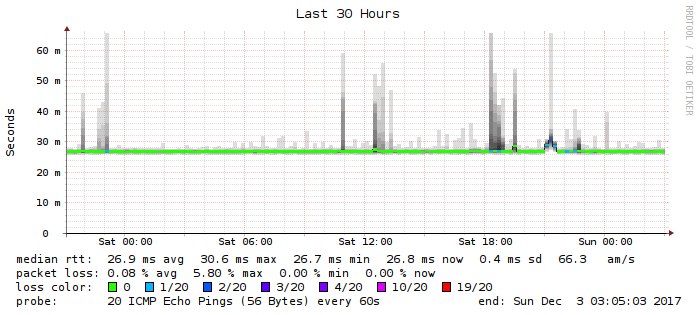 Last 30 Hours
RRDTOOL / TOBI OETIKER
Seconds
60 m
50 m
40 m
30 m
20 m
10 m
0
Sat 00:00 Sat 06:00 Sat 12:00 Sat 18:00 Sun 00:00
median rtt: 26.9 ms avg 30.6 ms max 26.7 ms min 26.8 ms now 0.4 ms sd 66.3 am/s
packet loss: 0.08 % avg 5.80 % max 0.00 % min 0.00 % now
loss color: 0 1/20 2/20 3/20 4/20 10/20 19/20
probe: 20 ICMP Echo Pings (56 Bytes) every 60s end: Sun Dec 3 03:05:03 2017